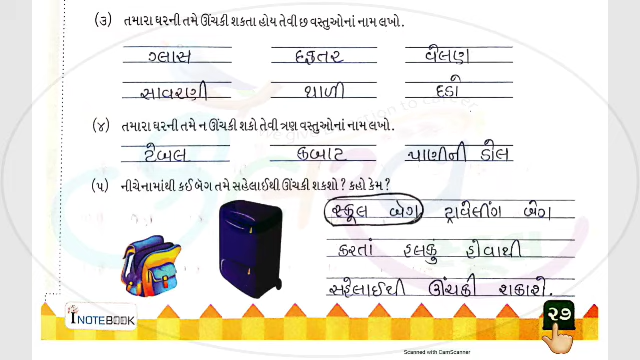 (૩) તમારા ઘરની તમે ઊંચકી શકતા હોય તેવી છ વસ્તુઓનાં નામ લખો.
ગ્લાસ દફ્તર વેલણ
સાવરણી થાળી દડો
(૪) તમારા ઘરની તમે ન ઊંચકી શકો તેવી ત્રણ વસ્તુઓનાં નામ લખો.
ટેબલ કબાટ પાણીની ડોલ
(૫) નીચેનામાંથી કઈ બૅગ તમે સહેલાઈથી ઊંચકી શકશો? કહો કેમ?
સ્કૂલ બેગ ટ્રાવેલીંગ બેગ
કરતાં હલકું હોવાથી
સહેલાઈથી ઊંચકી શકાશે.
iNOTEBOOK
૨૭
Scanned with CamScanner